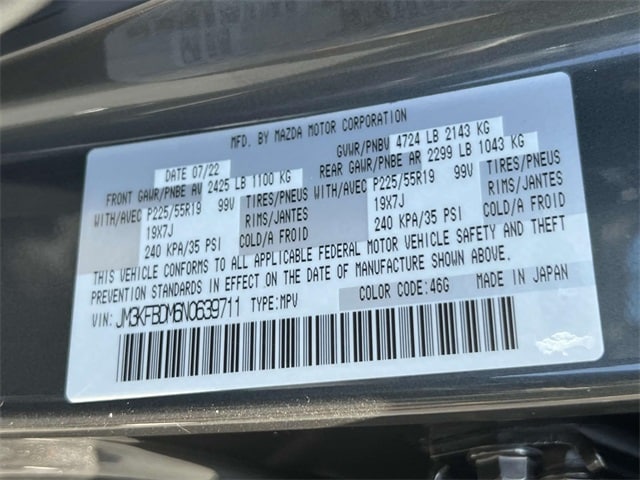 MFD. BY MAZDA MOTOR CORPORATION
DATE 07/22 GVWR/PNBV 4724 LB 2143 KG
FRONT GAWR/PNBE AV 2425 LB 1100 KG REAR GAWR/PNBE AR 2299 LB 1043 KG
WITH/AVEC P225/55R19 99V TIRES/PNEUS WITH/AVEC P225/55R19 99V TIRES/PNEUS
19X7J RIMS/JANTES 19X7J RIMS/JANTES
240 KPA/35 PSI COLD/A FROID 240 KPA/35 PSI COLD/A FROID
THIS VEHICLE CONFORMS TO ALL APPLICABLE FEDERAL MOTOR VEHICLE SAFETY AND THEFT
PREVENTION STANDARDS IN EFFECT ON THE DATE OF MANUFACTURE SHOWN ABOVE.
VIN: JM3KFBDM6N0639711 TYPE:MPV COLOR CODE:46G MADE IN JAPAN